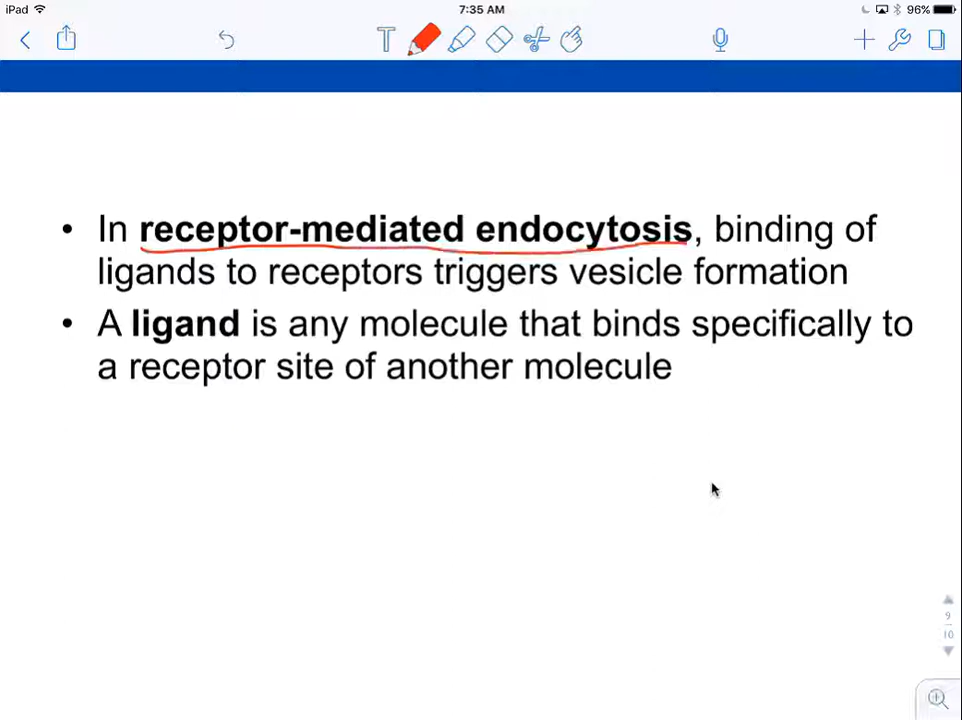 iPad 7:35 AM 96%
T
• In receptor-mediated endocytosis, binding of
ligands to receptors triggers vesicle formation
• A ligand is any molecule that binds specifically to
a receptor site of another molecule
9
10